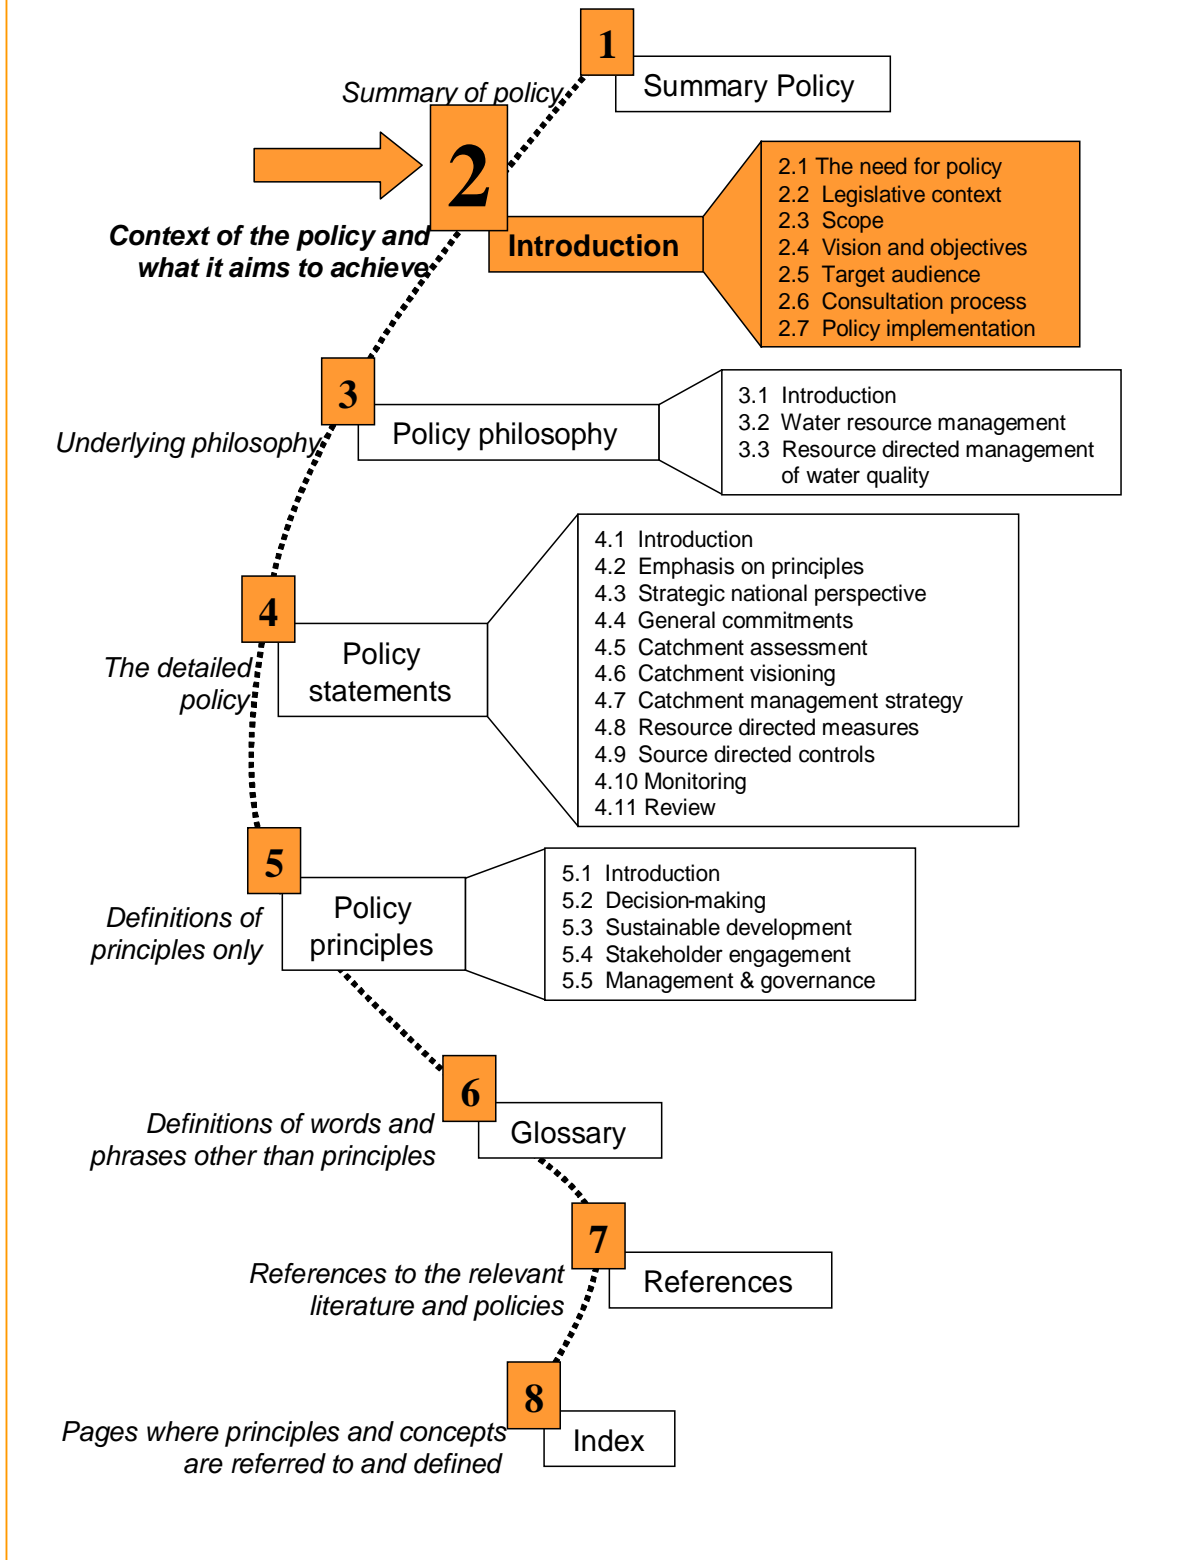 1
Summary Policy
Summary of policy
2
Introduction
Context of the policy and
what it aims to achieve
2.1 The need for policy
2.2 Legislative context
2.3 Scope
2.4 Vision and objectives
2.5 Target audience
2.6 Consultation process
2.7 Policy implementation
3
Policy philosophy
Underlying philosophy
3.1 Introduction
3.2 Water resource management
3.3 Resource directed management
of water quality
4
Policy
statements
The detailed
policy
4.1 Introduction
4.2 Emphasis on principles
4.3 Strategic national perspective
4.4 General commitments
4.5 Catchment assessment
4.6 Catchment visioning
4.7 Catchment management strategy
4.8 Resource directed measures
4.9 Source directed controls
4.10 Monitoring
4.11 Review
5
Policy
principles
Definitions of
principles only
5.1 Introduction
5.2 Decision-making
5.3 Sustainable development
5.4 Stakeholder engagement
5.5 Management & governance
6
Glossary
Definitions of words and
phrases other than principles
7
References
References to the relevant
literature and policies
8
Index
Pages where principles and concepts
are referred to and defined